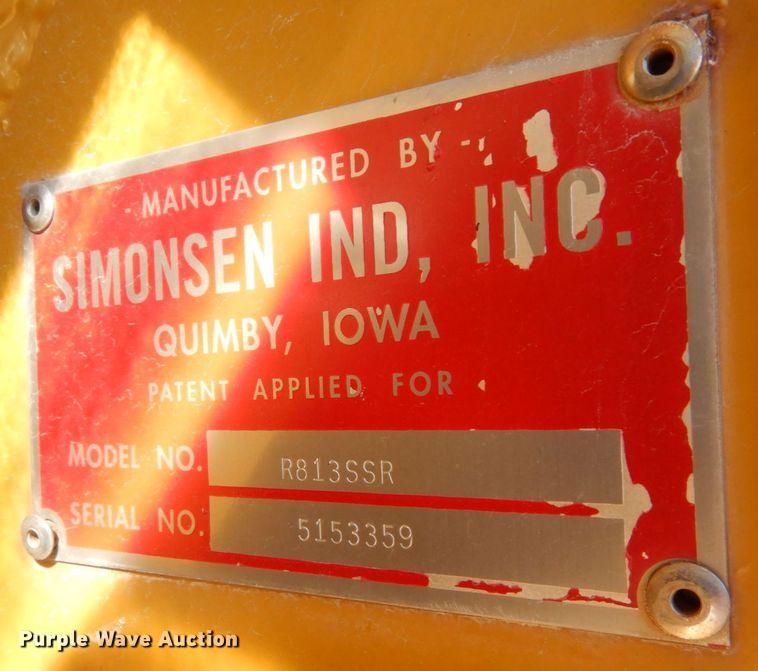 MANUFACTURED BY
SIMONSEN IND, INC.
QUIMBY, IOWA
PATENT APPLIED FOR
MODEL NO. R813SSR
SERIAL NO. 5153359
Purple Wave Auction